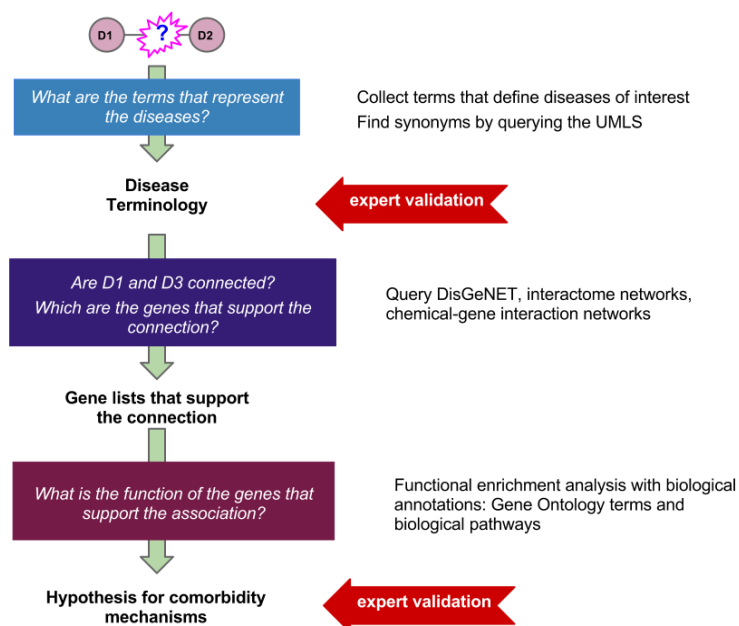 D1 ? D2
What are the terms that represent
the diseases?
Collect terms that define diseases of interest
Find synonyms by querying the UMLS
Disease
Terminology
expert validation
Are D1 and D3 connected?
Which are the genes that support the
connection?
Query DisGeNET, interactome networks,
chemical-gene interaction networks
Gene lists that support
the connection
What is the function of the genes that
support the association?
Functional enrichment analysis with biological
annotations: Gene Ontology terms and
biological pathways
Hypothesis for comorbidity
mechanisms
expert validation